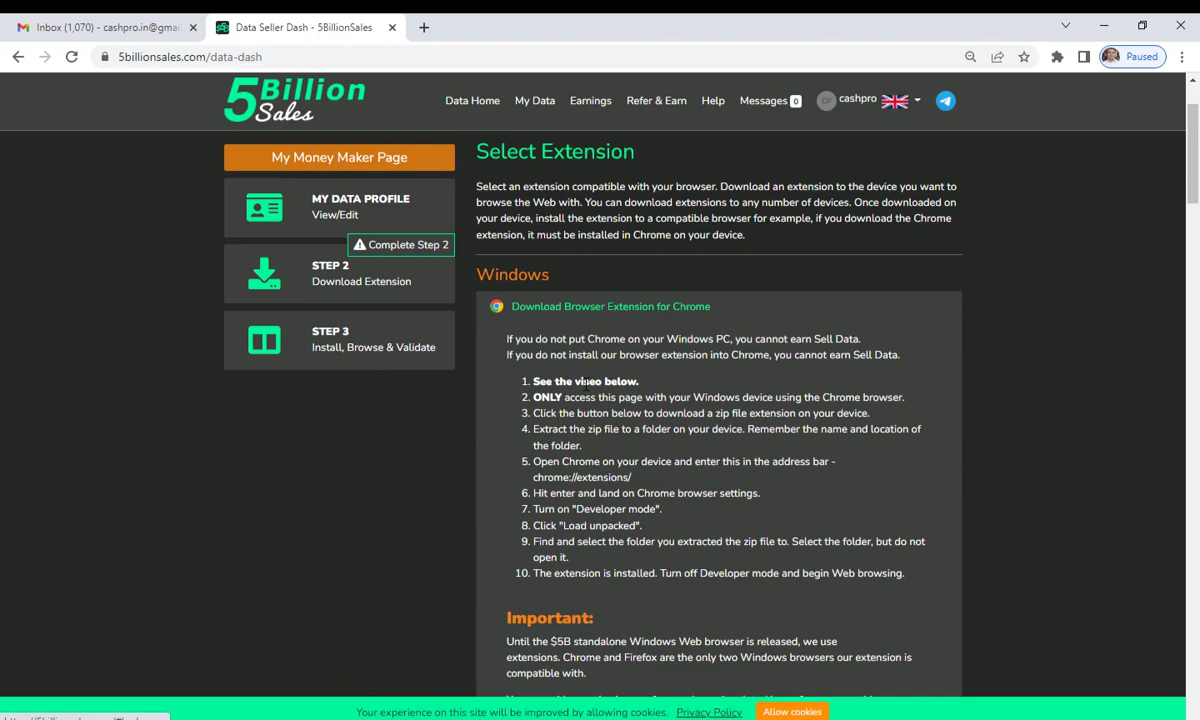 Inbox (1,070) - cashpro.in@gmai
Data Seller Dash - 5BillionSales
5billionsales.com/data-dash
Paused
5Billion
Sales
Data Home
My Data
Earnings
Refer & Earn
Help
Messages 0
CP cashpro
My Money Maker Page
MY DATA PROFILE
View/Edit
Complete Step 2
STEP 2
Download Extension
STEP 3
Install, Browse & Validate
Select Extension
Select an extension compatible with your browser. Download an extension to the device you want to
browse the Web with. You can download extensions to any number of devices. Once downloaded on
your device, install the extension to a compatible browser for example, if you download the Chrome
extension, it must be installed in Chrome on your device.
Windows
Download Browser Extension for Chrome
If you do not put Chrome on your Windows PC, you cannot earn Sell Data.
If you do not install our browser extension into Chrome, you cannot earn Sell Data.
1. See the video below.
2. ONLY access this page with your Windows device using the Chrome browser.
3. Click the button below to download a zip file extension on your device.
4. Extract the zip file to a folder on your device. Remember the name and location of
the folder.
5. Open Chrome on your device and enter this in the address bar -
chrome://extensions/
6. Hit enter and land on Chrome browser settings.
7. Turn on "Developer mode".
8. Click "Load unpacked".
9. Find and select the folder you extracted the zip file to. Select the folder, but do not
open it.
10. The extension is installed. Turn off Developer mode and begin Web browsing.
Important:
Until the $5B standalone Windows Web browser is released, we use
extensions. Chrome and Firefox are the only two Windows browsers our extension is
compatible with.
Your experience on this site will be improved by allowing cookies. Privacy Policy
Allow cookies